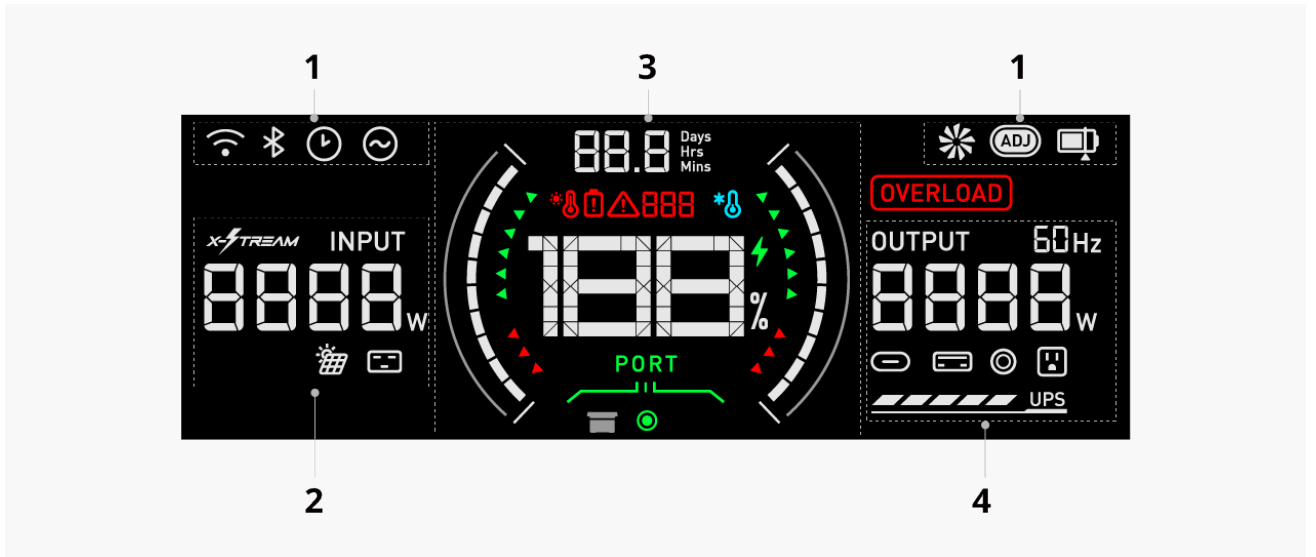 1
3
1
88.8 Days
Hrs
Mins
ADJ
888
OVERLOAD
X-STREAM INPUT
8888 W
188 %
OUTPUT 60Hz
8888 W
PORT
UPS
2
4